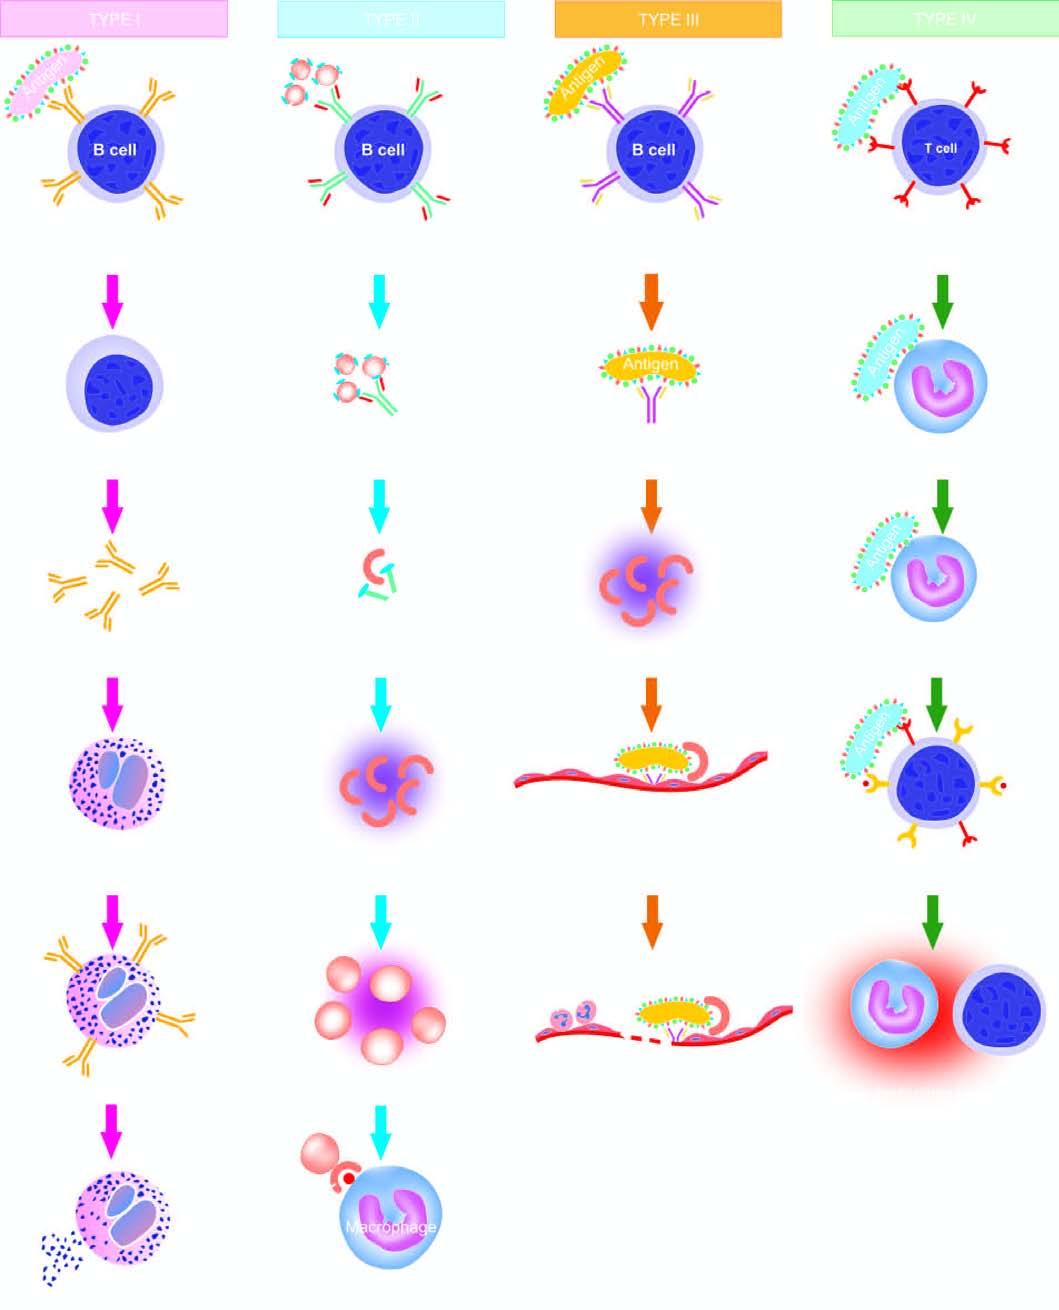 TYPE I
TYPE II
TYPE III
TYPE IV
Antigen
B cell
B cell
Antigen
B cell
Antigen
T cell
Antigen
Antigen
Antigen
Antigen
Macrophage